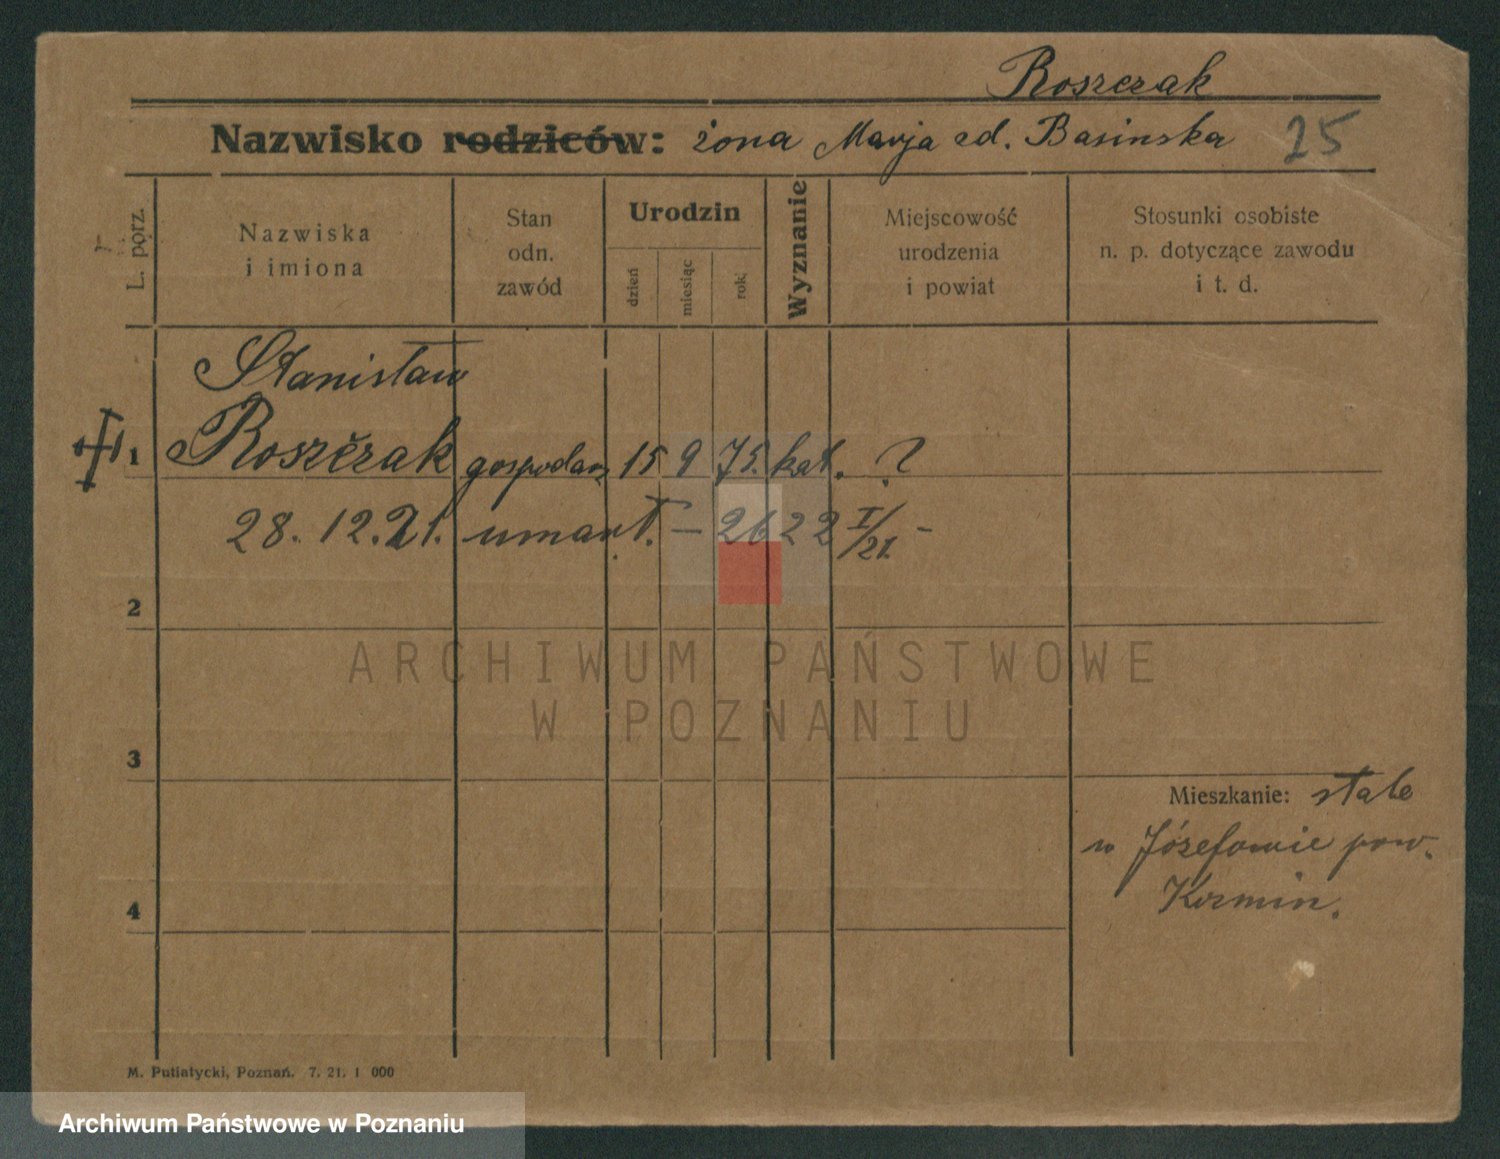 Roszczak
Nazwisko rodziców: żona Marja zd. Basinska 25
L. porz.
Nazwiska
i imiona
Stan
odn.
zawód
Urodzin
dzień
miesiąc
rok
Wyznanie
Miejscowość
urodzenia
i powiat
Stosunki osobiste
n. p. dotyczące zawodu
i t. d.
Stanisław
1 Roszczak gospodarz 15 9 75. kat. ?
28. 12. 21. umarł. — 26 22 I/21. —
2
3
Mieszkanie: stale
w Józefowie pow.
4
M. Putiatycki, Poznań. 7. 21. 1 000
ARCHIWUM PAŃSTWOWE
W POZNANIU
Archiwum Państwowe w Poznaniu